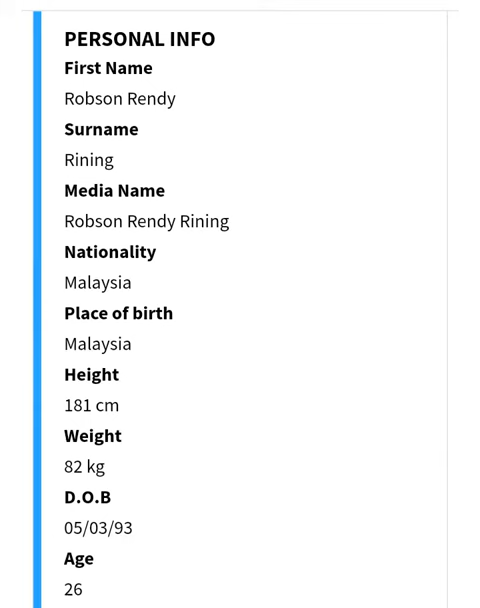 PERSONAL INFO
First Name
Robson Rendy
Surname
Rining
Media Name
Robson Rendy Rining
Nationality
Malaysia
Place of birth
Malaysia
Height
181 cm
Weight
82 kg
D.O.B
05/03/93
Age
26